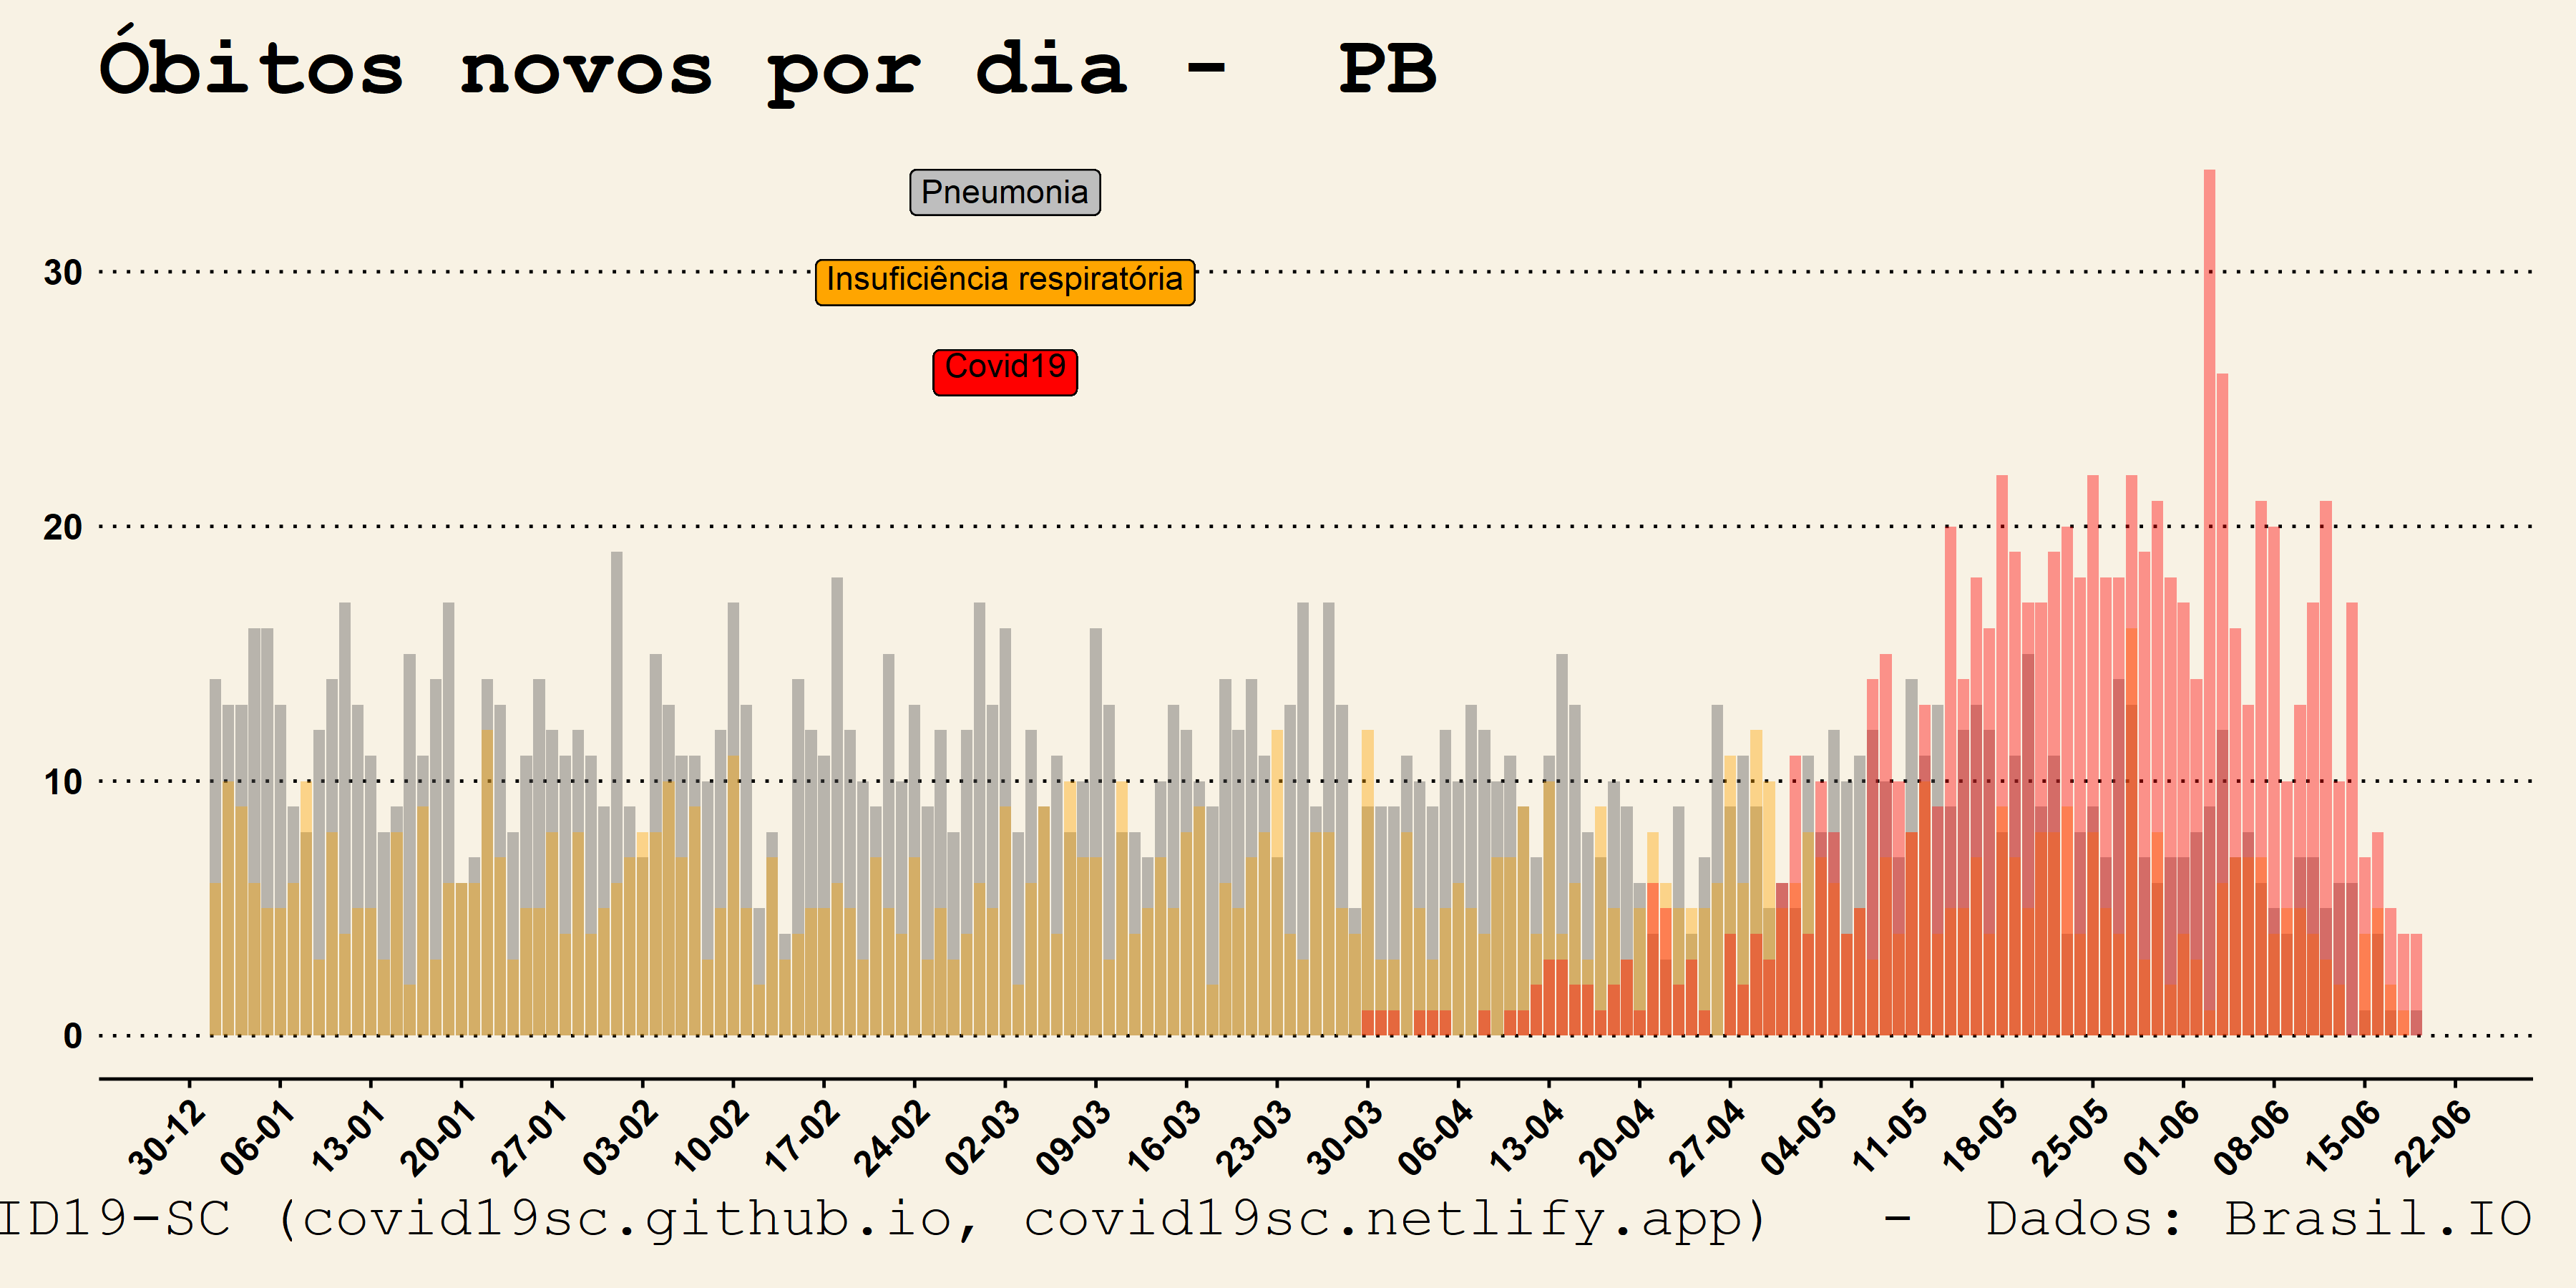 Óbitos novos por dia - PB
Pneumonia
30
Insuficiência respiratória
Covid19
20
10
0
30-12 06-01 13-01 20-01 27-01 03-02 10-02 17-02 24-02 02-03 09-03 16-03 23-03 30-03 06-04 13-04 20-04 27-04 04-05 11-05 18-05 25-05 01-06 08-06 15-06 22-06
ID19-SC (covid19sc.github.io, covid19sc.netlify.app) - Dados: Brasil.IO